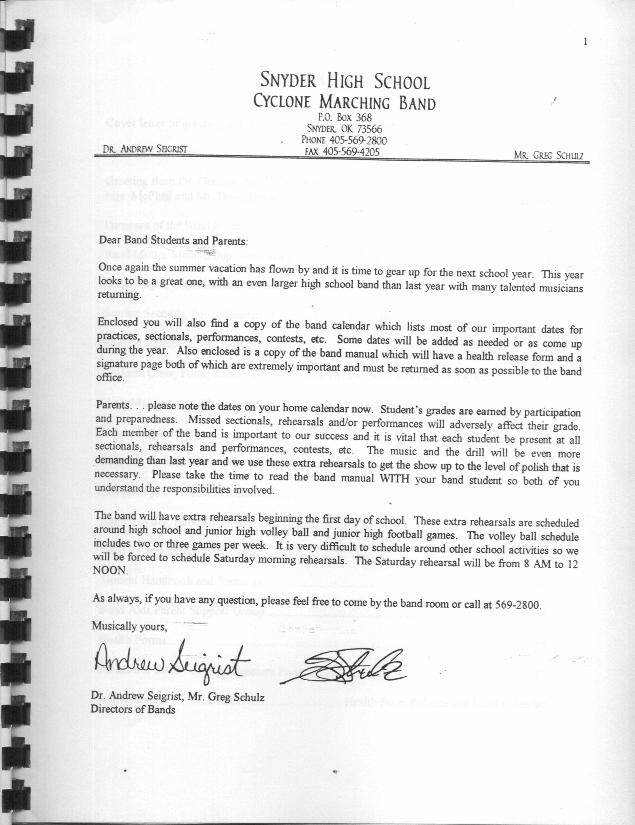 1
SNYDER HIGH SCHOOL
CYCLONE MARCHING BAND
P.O. BOX 368
SNYDER, OK 73566
PHONE 405-569-2800
FAX 405-569-4205
DR. ANDREW SEIGRIST
MR. GREG SCHULZ
Dear Band Students and Parents:
Once again the summer vacation has flown by and it is time to gear up for the next school year. This year
looks to be a great one, with an even larger high school band than last year with many talented musicians
returning.
Enclosed you will also find a copy of the band calendar which lists most of our important dates for
practices, sectionals, performances, contests, etc. Some dates will be added as needed or as come up
during the year. Also enclosed is a copy of the band manual which will have a health release form and a
signature page both of which are extremely important and must be returned as soon as possible to the band
office.
Parents. . . please note the dates on your home calendar now. Student's grades are earned by participation
and preparedness. Missed sectionals, rehearsals and/or performances will adversely affect their grade.
Each member of the band is important to our success and it is vital that each student be present at all
sectionals, rehearsals and performances, contests, etc. The music and the drill will be even more
demanding than last year and we use these extra rehearsals to get the show up to the level of polish that is
necessary. Please take the time to read the band manual WITH your band student so both of you
understand the responsibilities involved.
The band will have extra rehearsals beginning the first day of school. These extra rehearsals are scheduled
around high school and junior high volley ball and junior high football games. The volley ball schedule
includes two or three games per week. It is very difficult to schedule around other school activities so we
will be forced to schedule Saturday morning rehearsals. The Saturday rehearsal will be from 8 AM to 12
NOON.
As always, if you have any question, please feel free to come by the band room or call at 569-2800.
Musically yours,
Andrew Seigrist
Dr. Andrew Seigrist, Mr. Greg Schulz
Directors of Bands